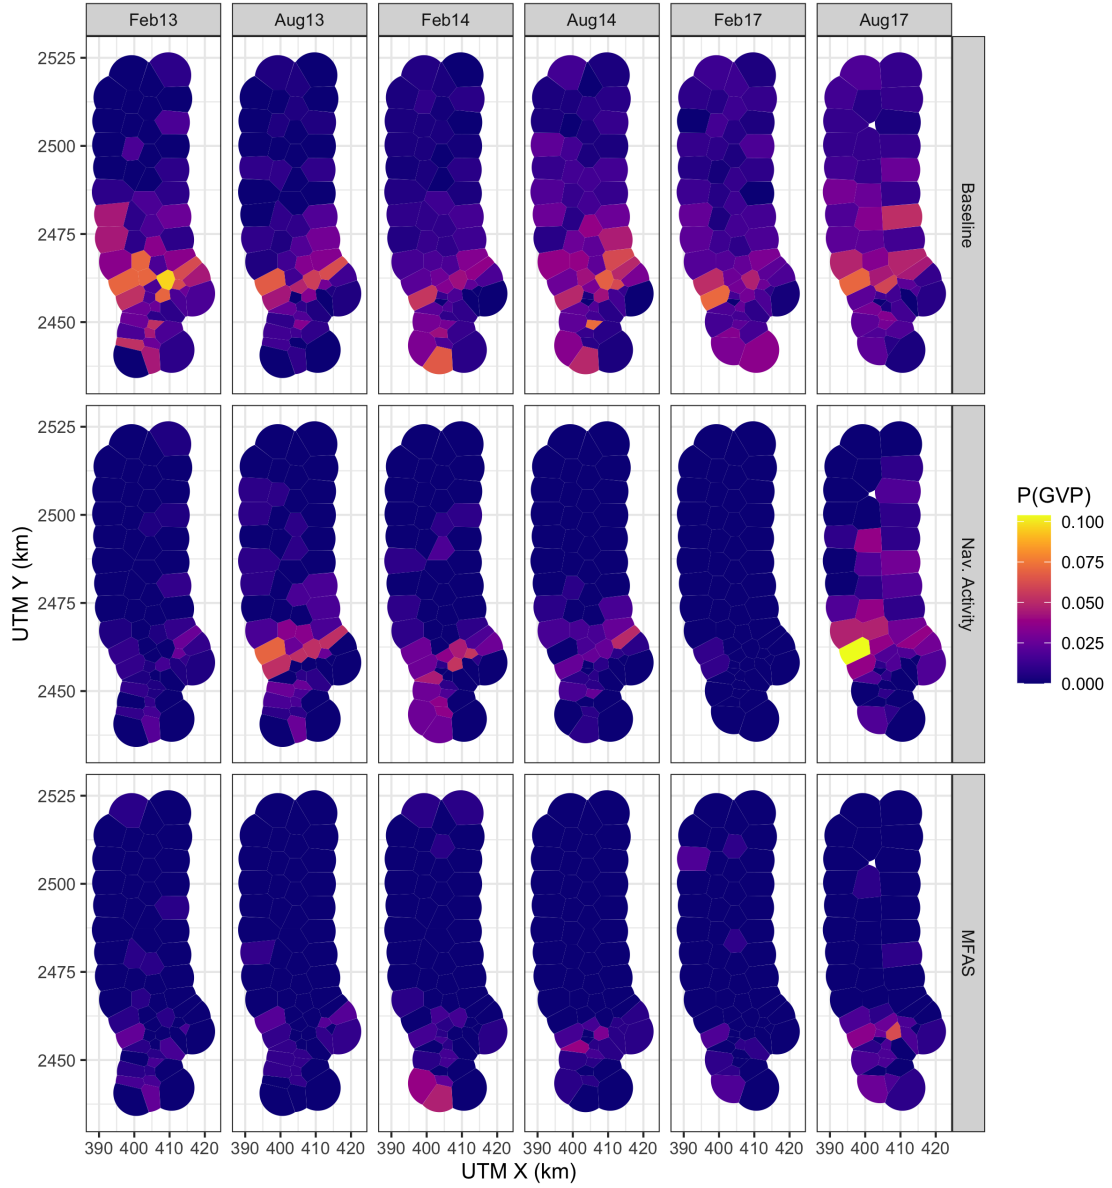 Feb13 Aug13 Feb14 Aug14 Feb17 Aug17
2525
2500
2475
2450
Baseline
2525
2500
2475
2450
Nav. Activity
2525
2500
2475
2450
MFAS
UTM Y (km)
390 400 410 420 390 400 410 420 390 400 410 420 390 400 410 420 390 400 410 420 390 400 410 420
UTM X (km)
P(GVP)
0.100
0.075
0.050
0.025
0.000